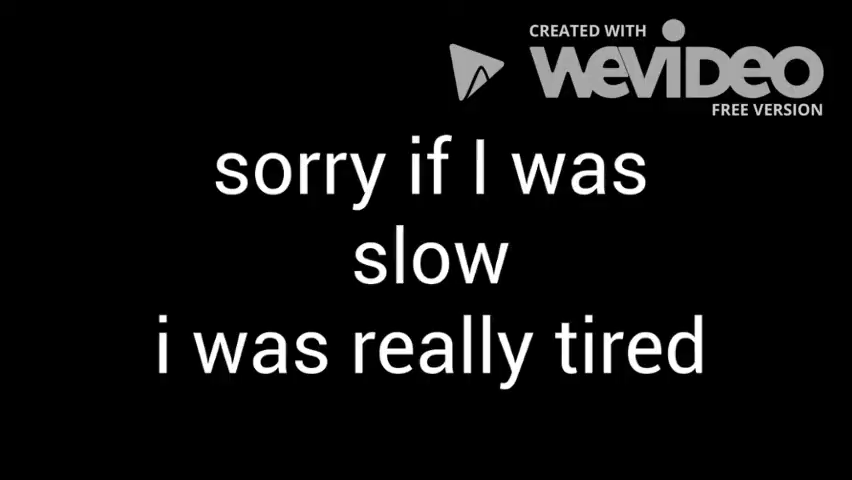 CREATED WITH
WEVIDEO
FREE VERSION
sorry if I was
slow
i was really tired